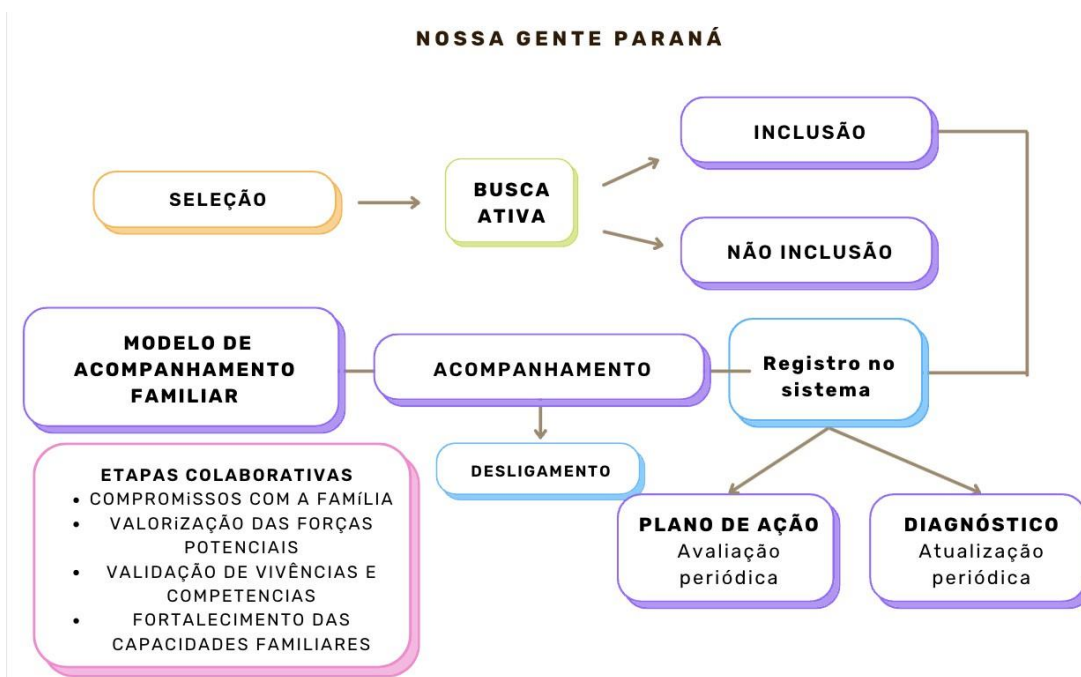 NOSSA GENTE PARANÁ
INCLUSÃO
SELEÇÃO
BUSCA
ATIVA
NÃO INCLUSÃO
MODELO DE
ACOMPANHAMENTO
FAMILIAR
ACOMPANHAMENTO
Registro no
sistema
DESLIGAMENTO
ETAPAS COLABORATIVAS
• COMPROMiSSOS COM A FAMíLIA
• VALORiZAÇÃO DAS FORÇAS
POTENCIAIS
• VALIDAÇÃO DE VIVÊNCIAS E
COMPETENCIAS
• FORTALECIMENTO DAS
CAPACIDADES FAMILIARES
PLANO DE AÇÃO
Avaliação
periódica
DIAGNÓSTICO
Atualização
periódica